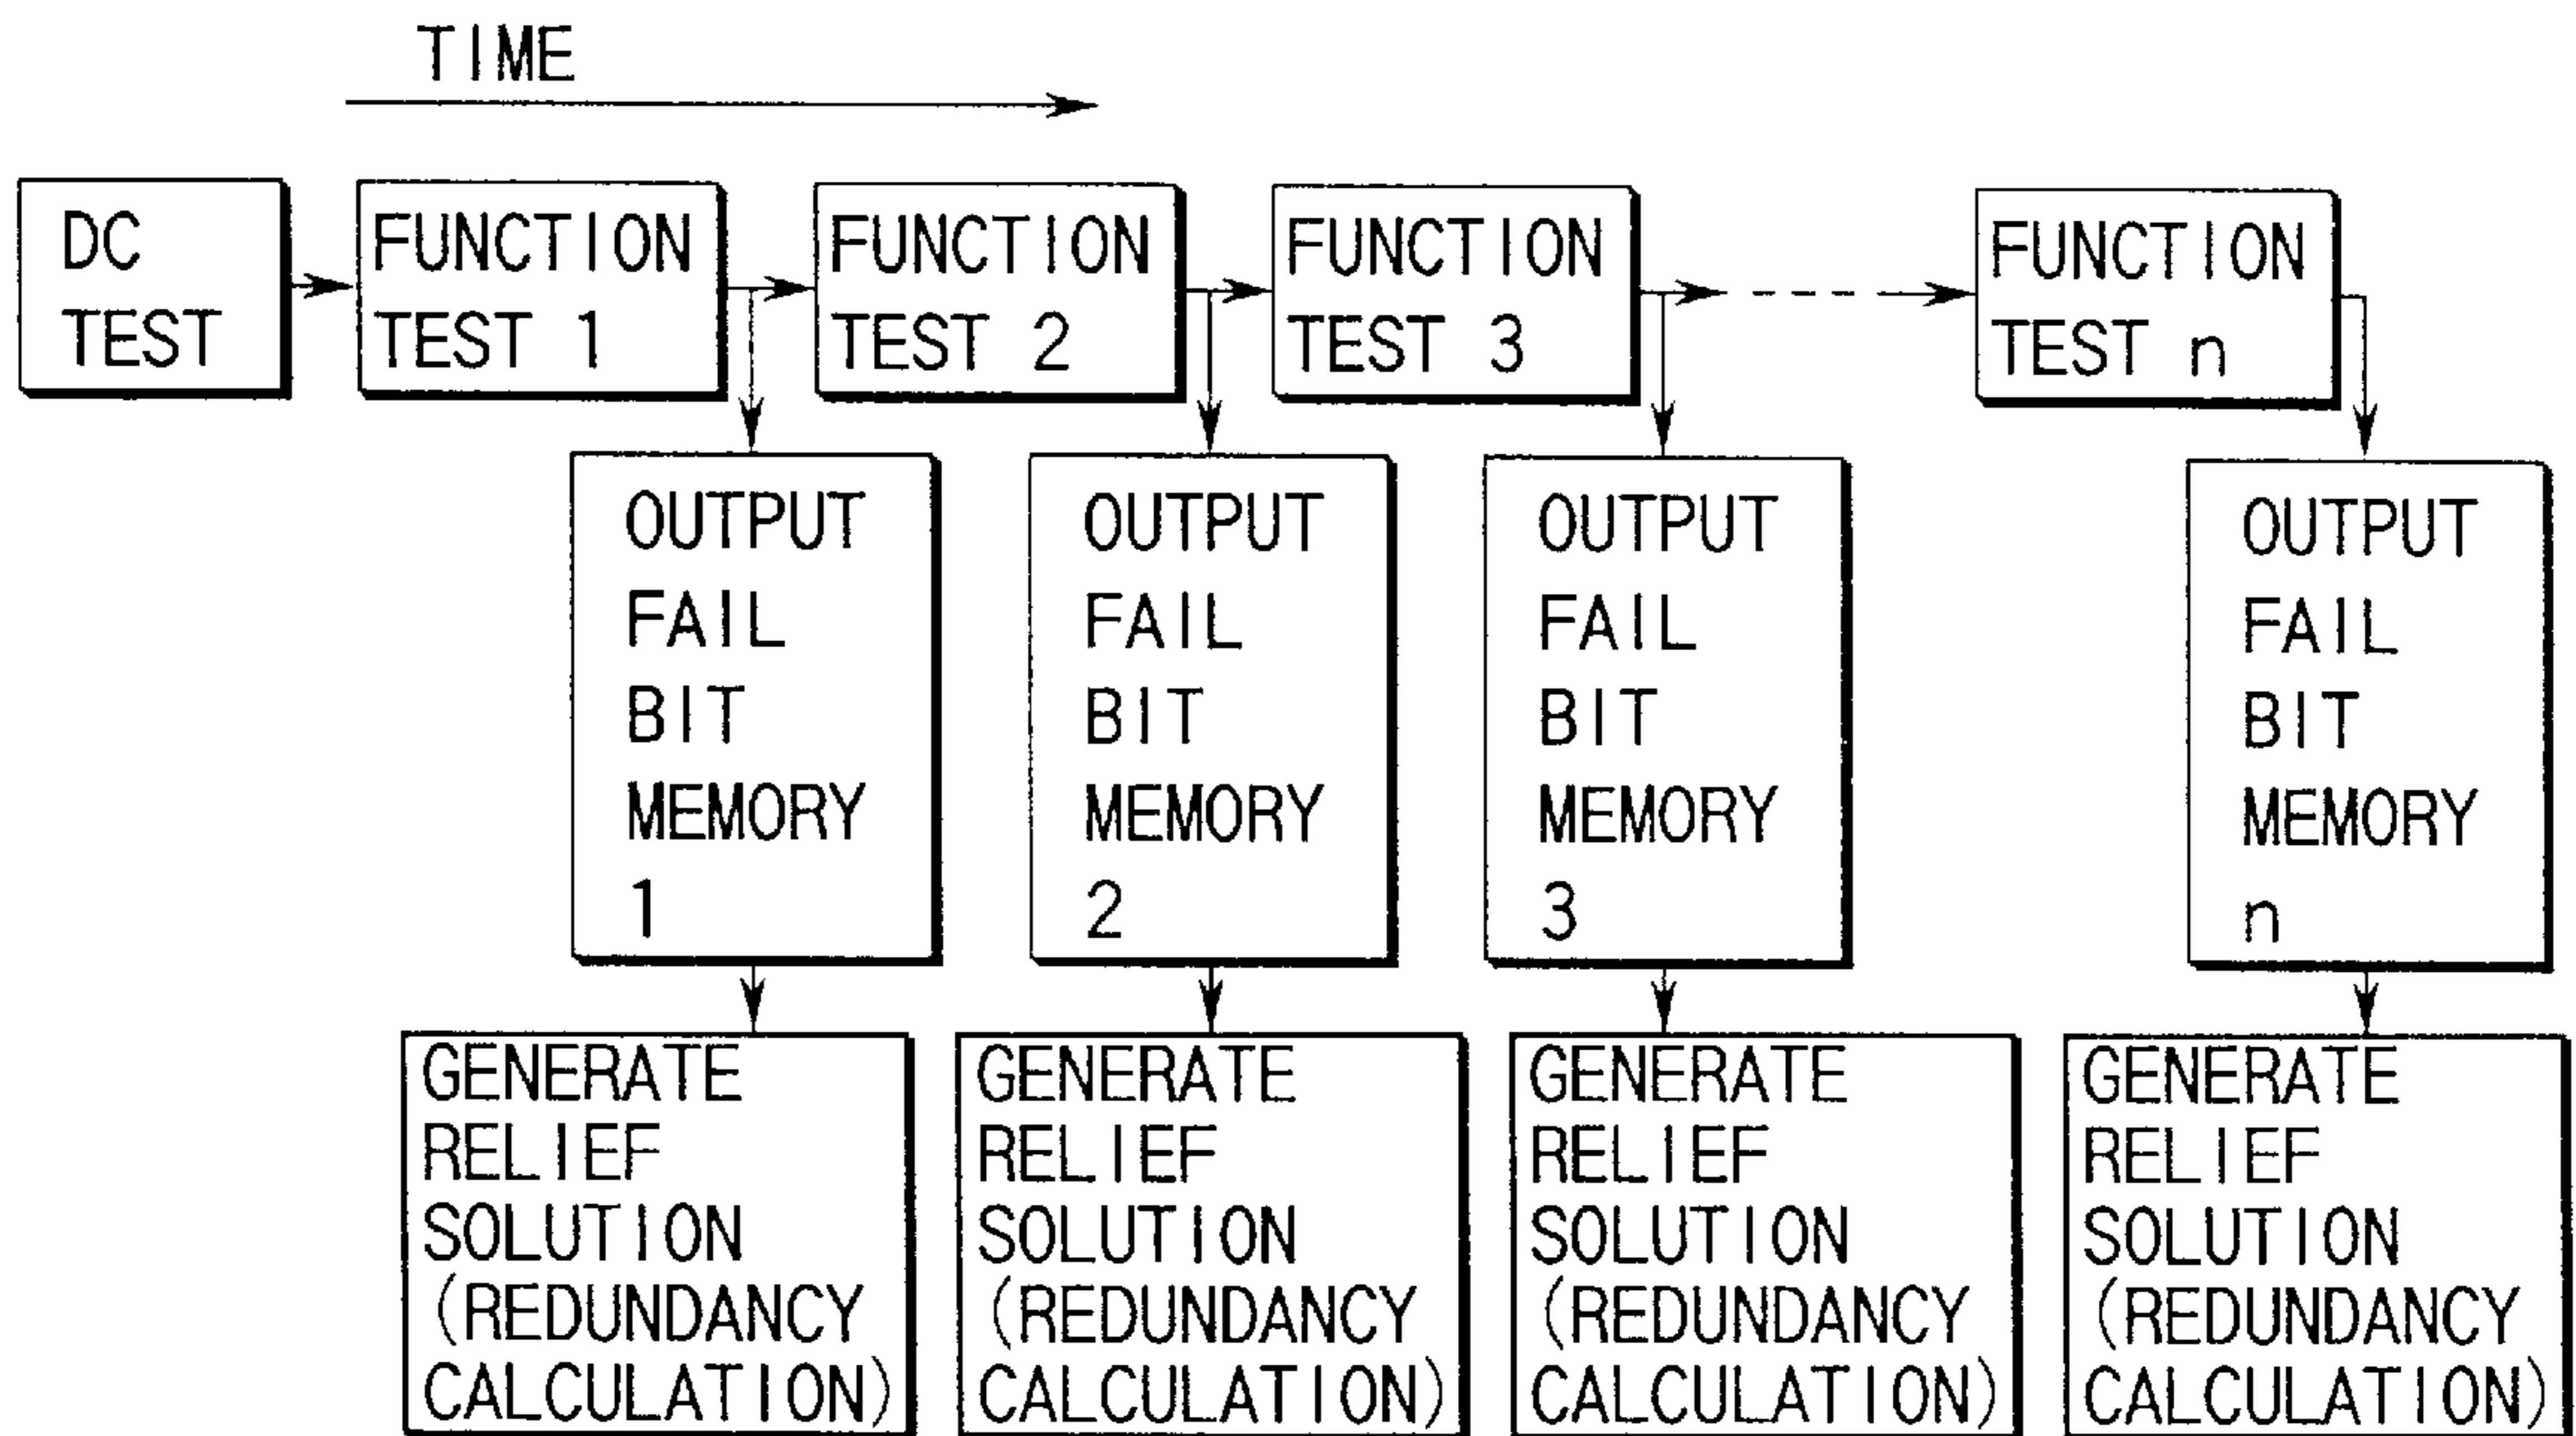 TIME
DC
TEST
FUNCTION
TEST 1
FUNCTION
TEST 2
FUNCTION
TEST 3
FUNCTION
TEST n
OUTPUT
FAIL
BIT
MEMORY
1
OUTPUT
FAIL
BIT
MEMORY
2
OUTPUT
FAIL
BIT
MEMORY
3
OUTPUT
FAIL
BIT
MEMORY
n
GENERATE
RELIEF
SOLUTION
(REDUNDANCY
CALCULATION)
GENERATE
RELIEF
SOLUTION
(REDUNDANCY
CALCULATION)
GENERATE
RELIEF
SOLUTION
(REDUNDANCY
CALCULATION)
GENERATE
RELIEF
SOLUTION
(REDUNDANCY
CALCULATION)